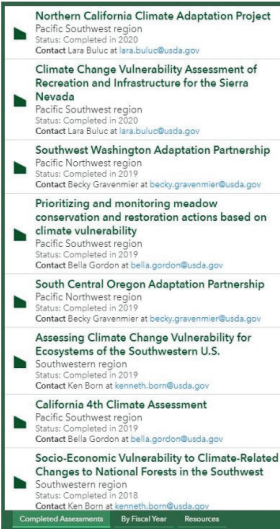 Northern California Climate Adaptation Project
Pacific Southwest region
Status: Completed in 2020
Contact Lara Buluc at lara.buluc@usda.gov
Climate Change Vulnerability Assessment of
Recreation and Infrastructure for the Sierra
Nevada
Pacific Southwest region
Status: Completed in 2020
Contact Lara Buluc at lara.buluc@usda.gov
Southwest Washington Adaptation Partnership
Pacific Northwest region
Status: Completed in 2019
Contact Becky Gravenmier at becky.gravenmier@usda.gov
Prioritizing and monitoring meadow
conservation and restoration actions based on
climate vulnerability
Pacific Southwest region
Status: Completed in 2019
Contact Bella Gordon at bella.gordon@usda.gov
South Central Oregon Adaptation Partnership
Pacific Northwest region
Status: Completed in 2019
Contact Becky Gravenmier at becky.gravenmier@usda.gov
Assessing Climate Change Vulnerability for
Ecosystems of the Southwestern U.S.
Southwestern region
Status: Completed in 2019
Contact Ken Born at kenneth.born@usda.gov
California 4th Climate Assessment
Pacific Southwest region
Status: Completed in 2019
Contact Bella Gordon at bella.gordon@usda.gov
Socio-Economic Vulnerability to Climate-Related
Changes to National Forests in the Southwest
Southwestern region
Status: Completed in 2018
Contact Ken Born at kenneth.born@usda.gov
Completed Assessments By Fiscal Year Resources